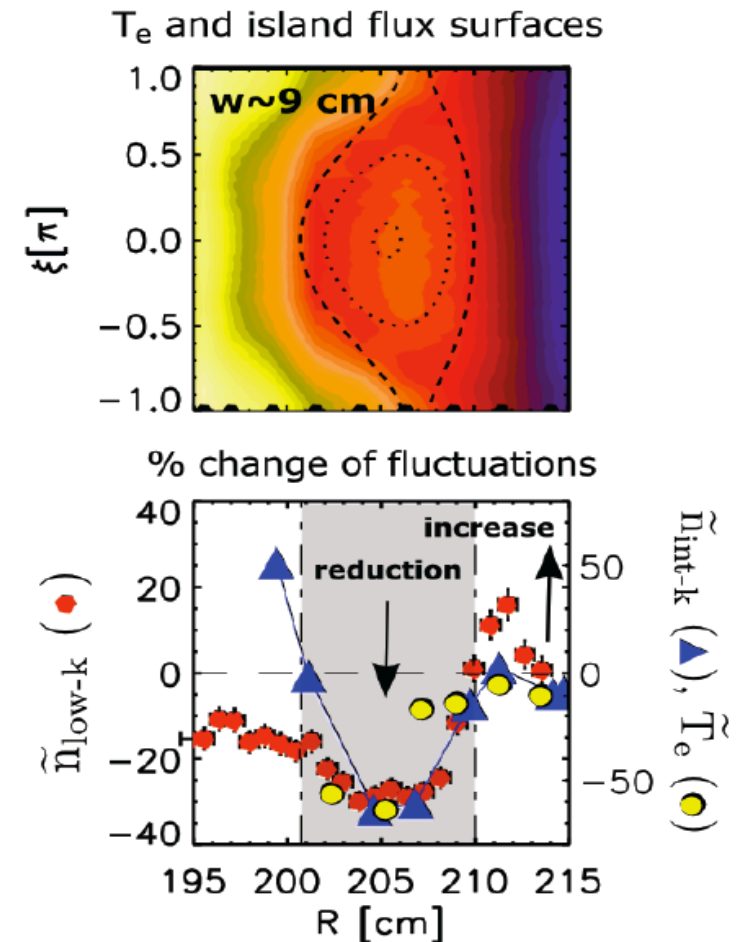 Te and island flux surfaces
w~9 cm
ξ[π]
1.0
0.5
0.0
−0.5
−1.0
% change of fluctuations
increase
reduction
ñlow-k (●)
40
20
0
−20
−40
50
0
−50
ñint-k (▲), T̃e (●)
195 200 205 210 215
R [cm]